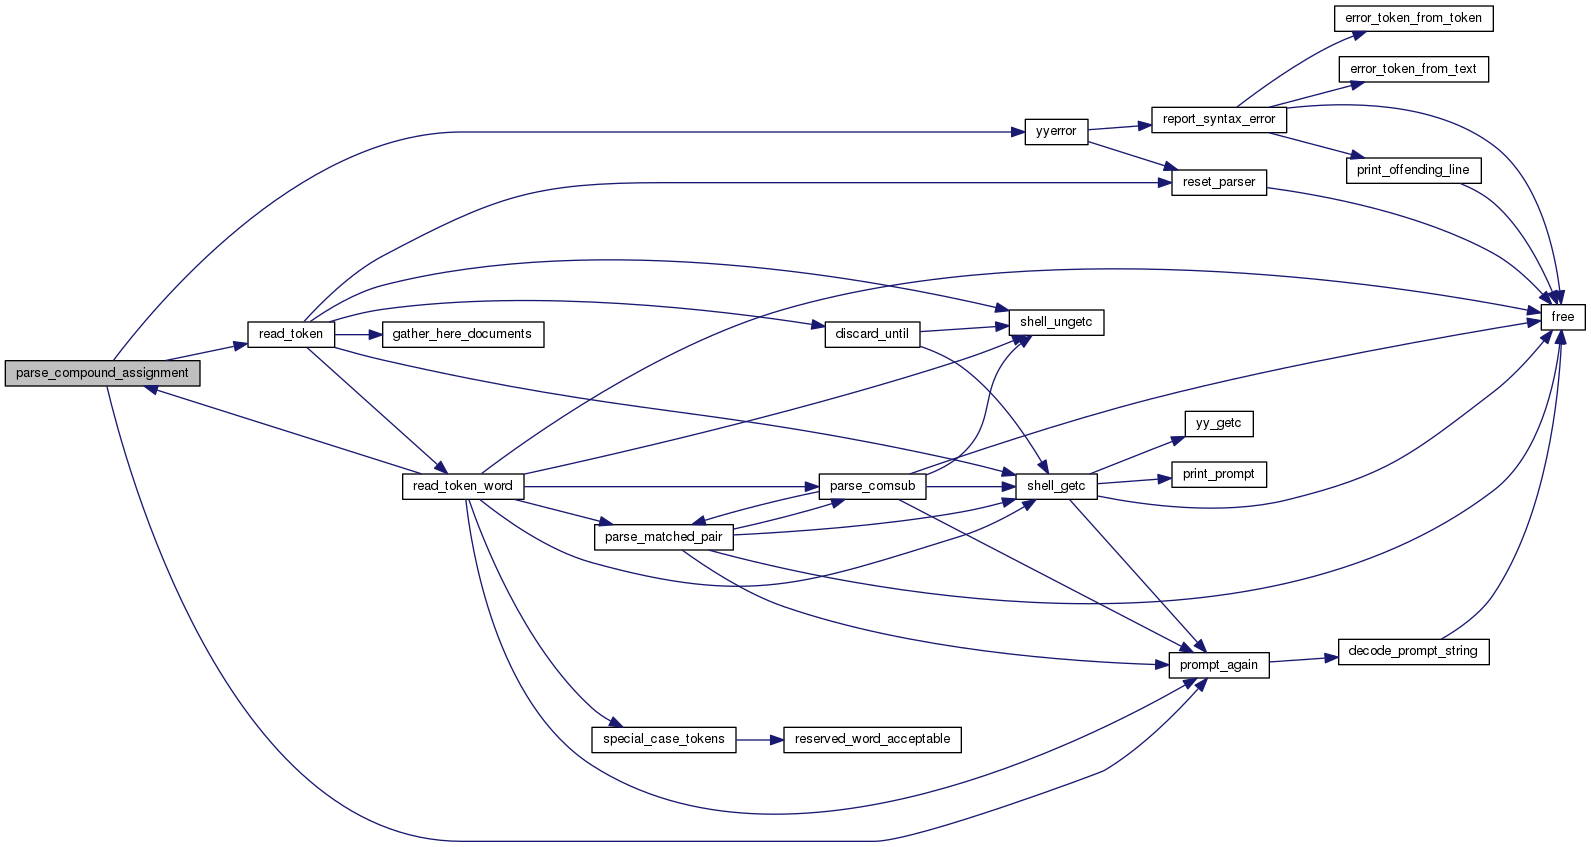 error_token_from_token
error_token_from_text
report_syntax_error
yyerror
print_offending_line
reset_parser
free
shell_ungetc
read_token
gather_here_documents
discard_until
parse_compound_assignment
yy_getc
print_prompt
read_token_word
parse_comsub
shell_getc
parse_matched_pair
decode_prompt_string
prompt_again
special_case_tokens
reserved_word_acceptable